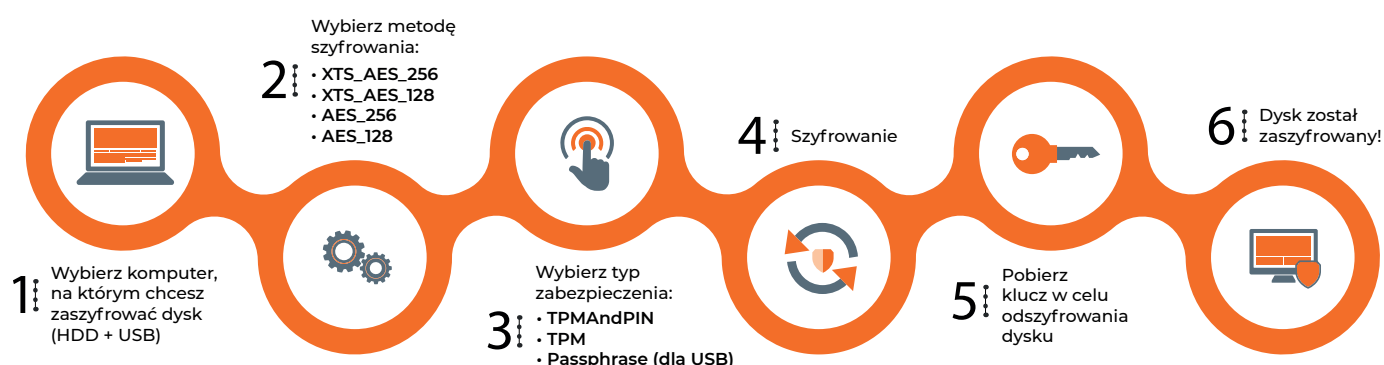 1
Wybierz komputer,
na którym chcesz
zaszyfrować dysk
(HDD + USB)
2
Wybierz metodę
szyfrowania:
• XTS_AES_256
• XTS_AES_128
• AES_256
• AES_128
3
Wybierz typ
zabezpieczenia:
• TPMAndPIN
• TPM
• Passphrase (dla USB)
4
Szyfrowanie
5
Pobierz
klucz w celu
odszyfrowania
dysku
6
Dysk został
zaszyfrowany!